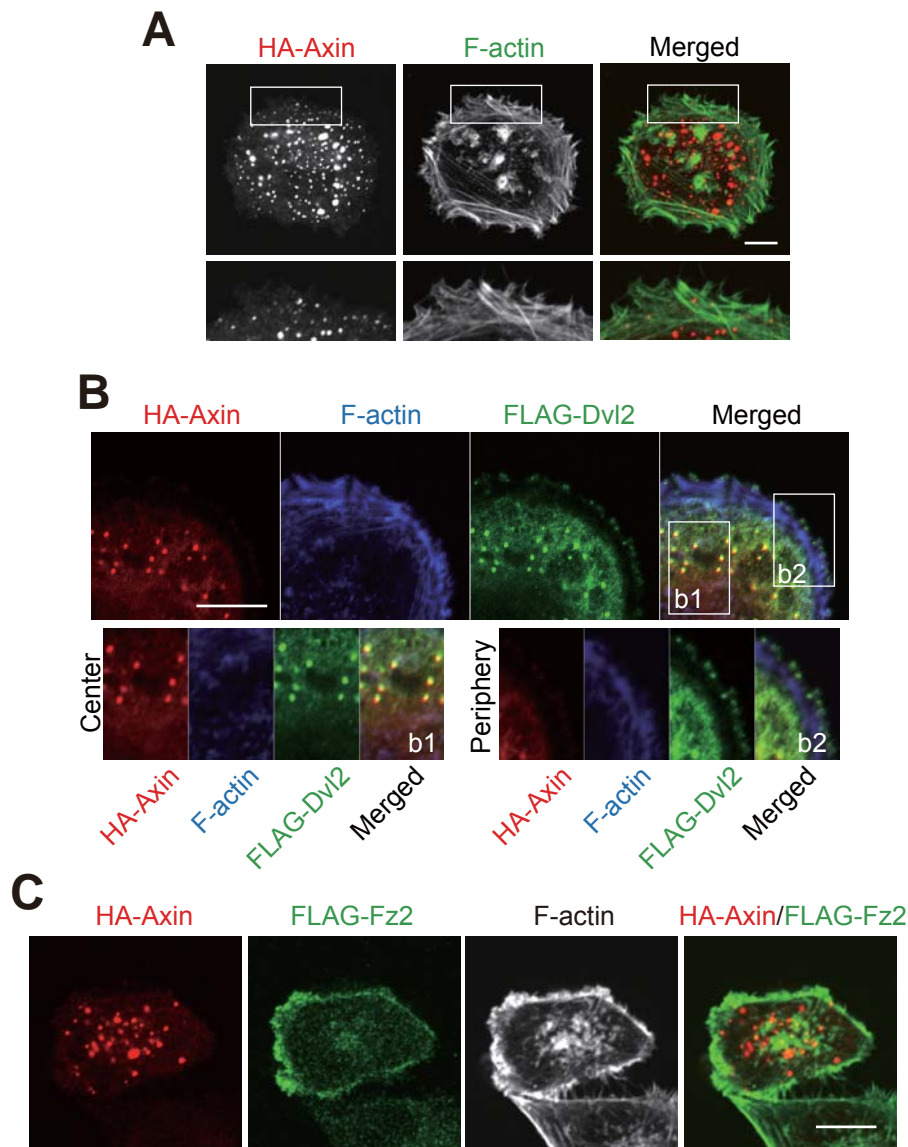 A
HA-Axin F-actin Merged
B
HA-Axin F-actin FLAG-Dvl2 Merged
b1 b2
Center Periphery
b1 b2
HA-Axin F-actin FLAG-Dvl2 Merged HA-Axin F-actin FLAG-Dvl2 Merged
C
HA-Axin FLAG-Fz2 F-actin HA-Axin/FLAG-Fz2